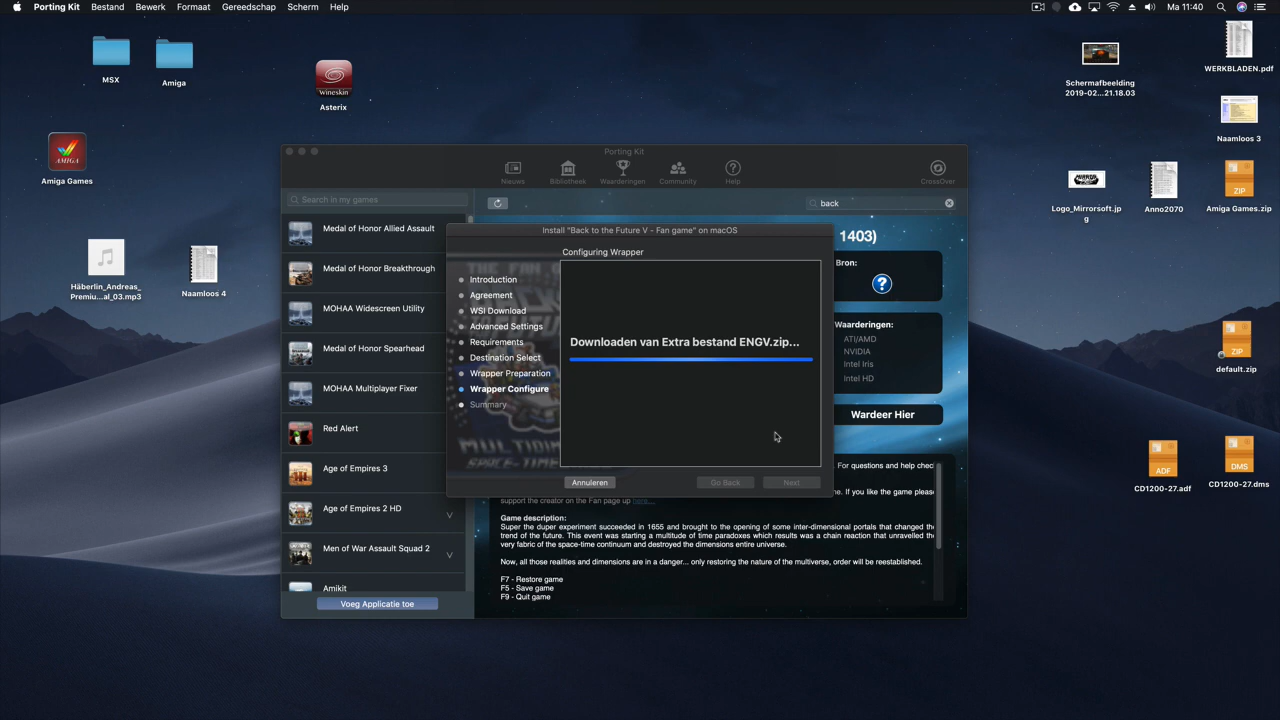 Porting Kit Bestand Bewerk Formaat Gereedschap Scherm Help
Ma 11:40
MSX
Amiga
WINESKIN
Asterix
AMIGA
Amiga Games
Häberlin_Andreas_
Premiu...al_03.mp3
Naamloos 4
Schermafbeelding
2019-02...21.18.03
WERKBLADEN.pdf
Naamloos 3
Logo_Mirrorsoft.jp
g
Anno2070
ZIP
Amiga Games.zip
ZIP
default.zip
ADF
CD1200-27.adf
DMS
CD1200-27.dms
Porting Kit
Nieuws
Bibliotheek
Waarderingen
Community
Help
CrossOver
Search in my games
back
Medal of Honor Allied Assault
Medal of Honor Breakthrough
MOHAA Widescreen Utility
Medal of Honor Spearhead
MOHAA Multiplayer Fixer
Red Alert
Age of Empires 3
Age of Empires 2 HD
Men of War Assault Squad 2
Amikit
Voeg Applicatie toe
Install "Back to the Future V - Fan game" on macOS
Configuring Wrapper
Introduction
Agreement
WSI Download
Advanced Settings
Requirements
Destination Select
Wrapper Preparation
Wrapper Configure
Summary
Downloaden van Extra bestand ENGV.zip...
Annuleren
Go Back
Next
1403)
Bron:
?
Waarderingen:
ATI/AMD
NVIDIA
Intel Iris
Intel HD
Wardeer Hier
. For questions and help chec
ne. If you like the game please
support the creator on the Fan page up here...
Game description:
Super the duper experiment succeeded in 1655 and brought to the opening of some inter-dimensional portals that changed the
trend of the future. This event was starting a multitude of time paradoxes which results was a chain reaction that unravelled the
very fabric of the space-time continuum and destroyed the dimensions entire universe.
Now, all those realities and dimensions are in a danger... only restoring the nature of the multiverse, order will be reestablished.
F7 - Restore game
F5 - Save game
F9 - Quit game